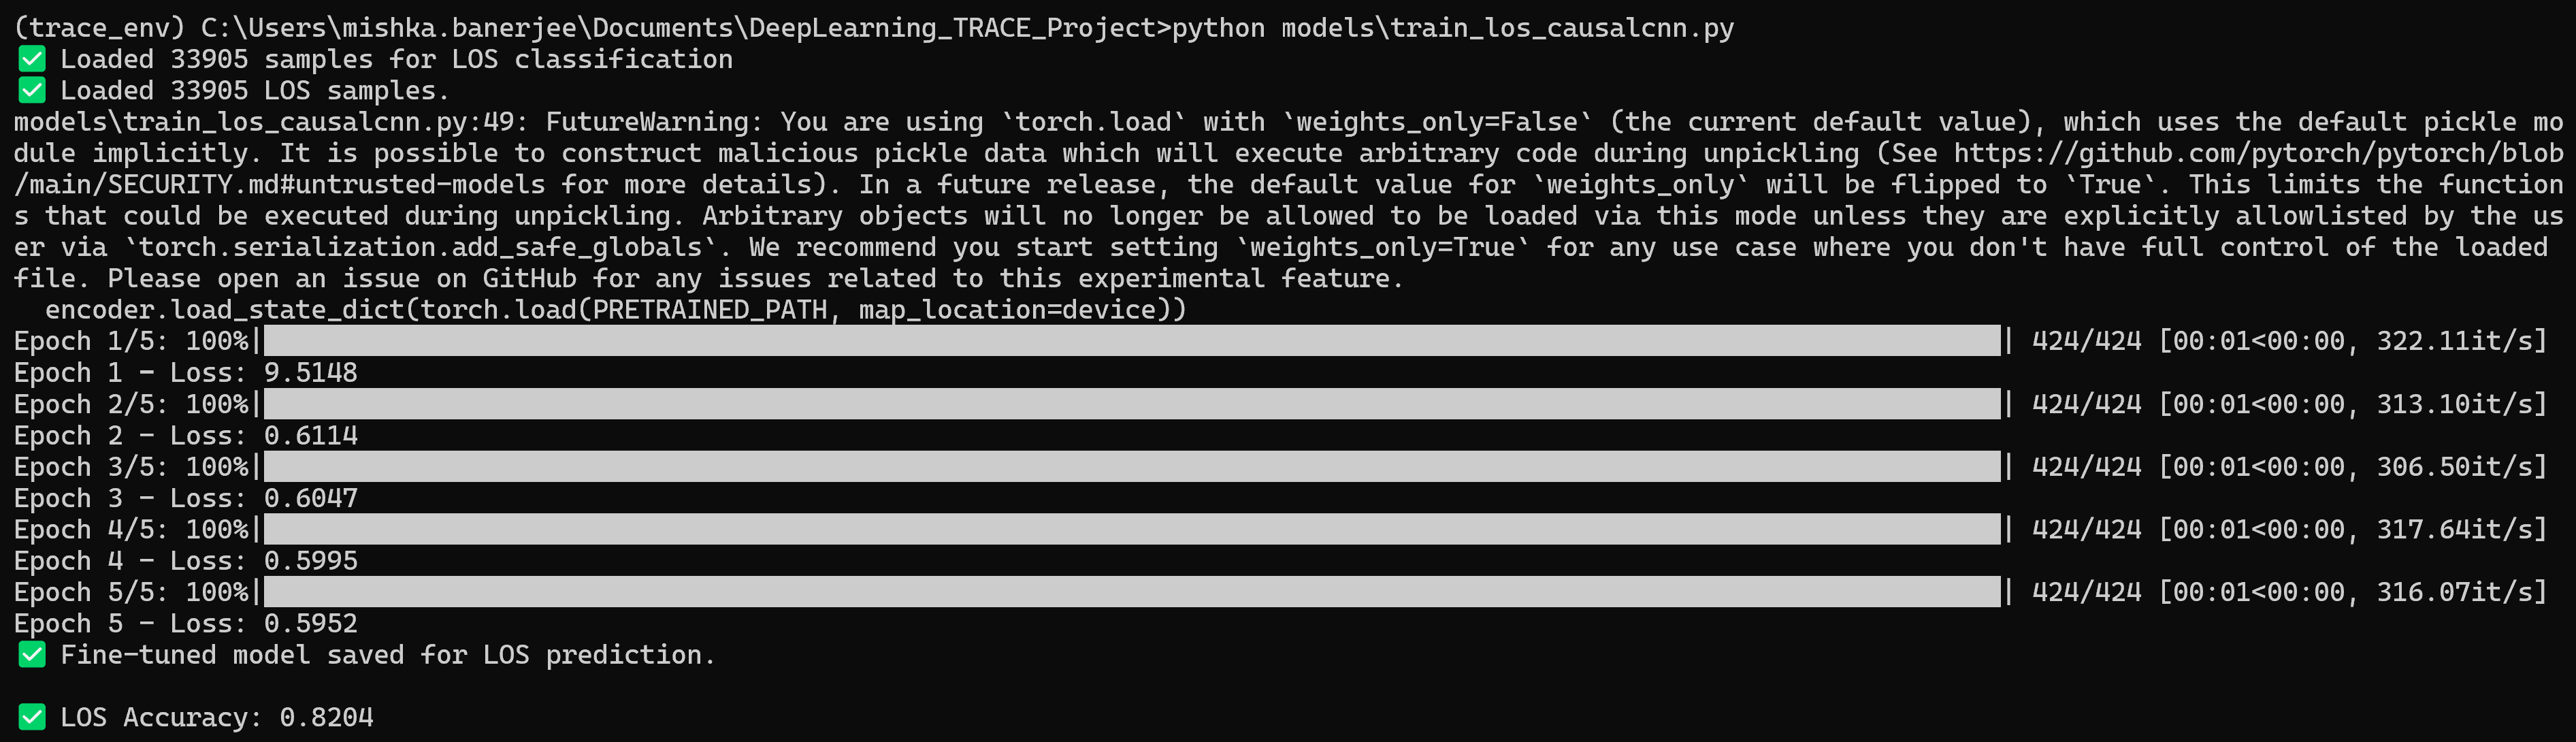 (trace_env) C:\Users\mishka.banerjee\Documents\DeepLearning_TRACE_Project>python models\train_los_causalcnn.py
✅ Loaded 33905 samples for LOS classification
✅ Loaded 33905 LOS samples.
models\train_los_causalcnn.py:49: FutureWarning: You are using `torch.load` with `weights_only=False` (the current default value), which uses the default pickle mo
dule implicitly. It is possible to construct malicious pickle data which will execute arbitrary code during unpickling (See https://github.com/pytorch/pytorch/blob
/main/SECURITY.md#untrusted-models for more details). In a future release, the default value for `weights_only` will be flipped to `True`. This limits the function
s that could be executed during unpickling. Arbitrary objects will no longer be allowed to be loaded via this mode unless they are explicitly allowlisted by the us
er via `torch.serialization.add_safe_globals`. We recommend you start setting `weights_only=True` for any use case where you don't have full control of the loaded
file. Please open an issue on GitHub for any issues related to this experimental feature.
  encoder.load_state_dict(torch.load(PRETRAINED_PATH, map_location=device))
Epoch 1/5: 100%|██████████| 424/424 [00:01<00:00, 322.11it/s]
Epoch 1 - Loss: 9.5148
Epoch 2/5: 100%|██████████| 424/424 [00:01<00:00, 313.10it/s]
Epoch 2 - Loss: 0.6114
Epoch 3/5: 100%|██████████| 424/424 [00:01<00:00, 306.50it/s]
Epoch 3 - Loss: 0.6047
Epoch 4/5: 100%|██████████| 424/424 [00:01<00:00, 317.64it/s]
Epoch 4 - Loss: 0.5995
Epoch 5/5: 100%|██████████| 424/424 [00:01<00:00, 316.07it/s]
Epoch 5 - Loss: 0.5952
✅ Fine-tuned model saved for LOS prediction.
✅ LOS Accuracy: 0.8204